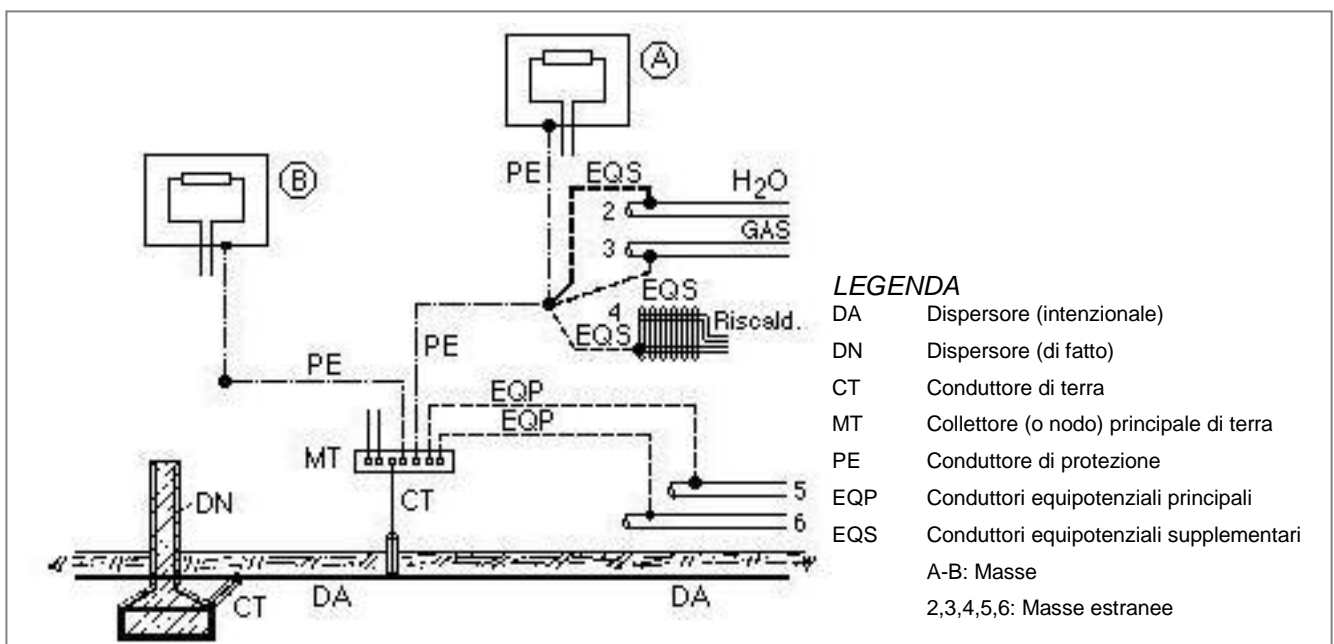 A
B
PE
EQS
H2O
2
GAS
3
EQS
4
Riscald.
EQS
PE
PE
EQP
EQP
MT
CT
5
6
DN
CT
DA
DA
LEGENDA
DA Dispersore (intenzionale)
DN Dispersore (di fatto)
CT Conduttore di terra
MT Collettore (o nodo) principale di terra
PE Conduttore di protezione
EQP Conduttori equipotenziali principali
EQS Conduttori equipotenziali supplementari
A-B: Masse
2,3,4,5,6: Masse estranee